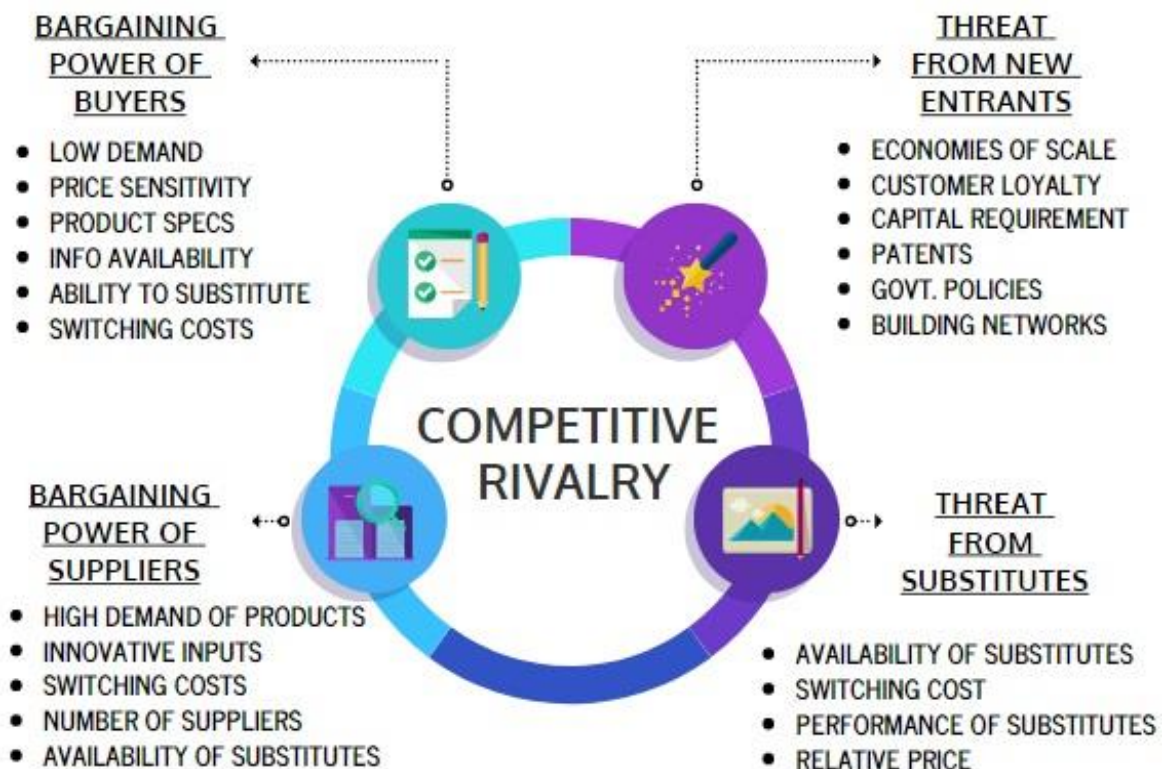 BARGAINING
POWER OF
BUYERS
• LOW DEMAND
• PRICE SENSITIVITY
• PRODUCT SPECS
• INFO AVAILABILITY
• ABILITY TO SUBSTITUTE
• SWITCHING COSTS
THREAT
FROM NEW
ENTRANTS
• ECONOMIES OF SCALE
• CUSTOMER LOYALTY
• CAPITAL REQUIREMENT
• PATENTS
• GOVT. POLICIES
• BUILDING NETWORKS
COMPETITIVE
RIVALRY
BARGAINING
POWER OF
SUPPLIERS
• HIGH DEMAND OF PRODUCTS
• INNOVATIVE INPUTS
• SWITCHING COSTS
• NUMBER OF SUPPLIERS
• AVAILABILITY OF SUBSTITUTES
THREAT
FROM
SUBSTITUTES
• AVAILABILITY OF SUBSTITUTES
• SWITCHING COST
• PERFORMANCE OF SUBSTITUTES
• RELATIVE PRICE